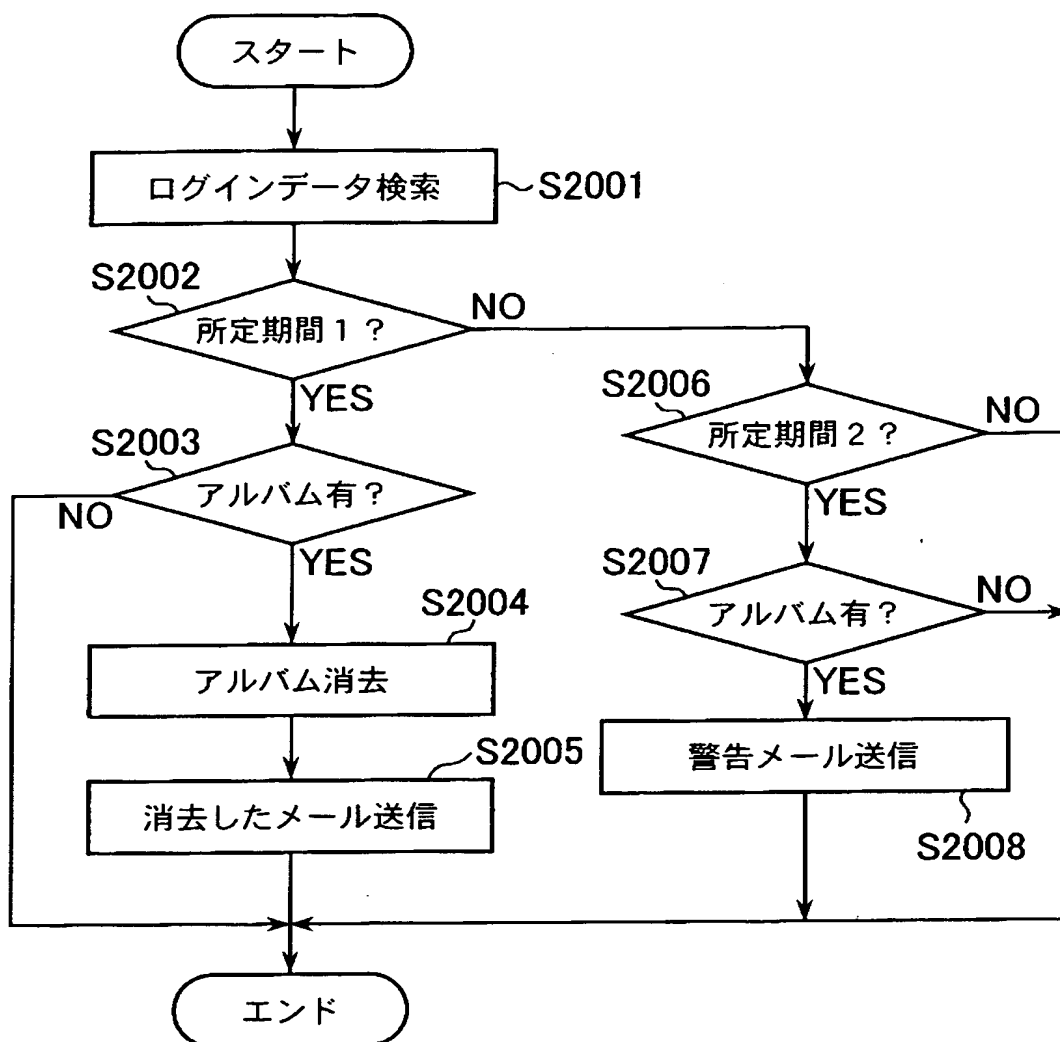 スタート
ログインデータ検索
S2001
S2002
所定期間１？
NO
YES
S2003
アルバム有？
NO
YES
S2004
アルバム消去
S2005
消去したメール送信
S2006
所定期間２？
NO
YES
S2007
アルバム有？
NO
YES
警告メール送信
S2008
エンド